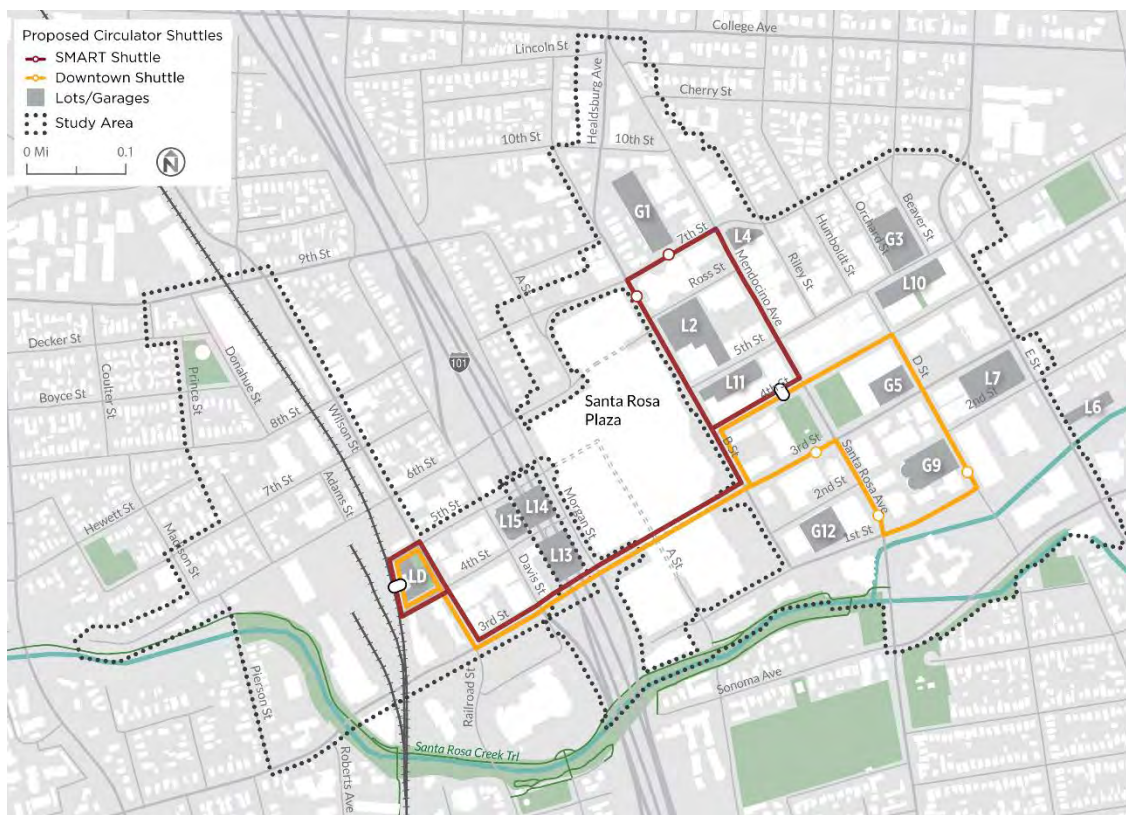 Proposed Circulator Shuttles
SMART Shuttle
Downtown Shuttle
Lots/Garages
Study Area
0 Mi 0.1
N
College Ave
Lincoln St
Healdsburg Ave
Cherry St
10th St
10th St
G1
7th St
L4
Mendocino Ave
Riley St
Humboldt St
Orchard St
G3
Beaver St
9th St
A St
Ross St
L10
L2
5th St
L11
4th St
101
Santa Rosa
Plaza
Decker St
Coulter St
Prince St
Donahue St
Boyce St
8th St
Wilson St
G5
D St
L7
2nd St
E St
L6
B St
3rd St
Santa Rosa Ave
G9
2nd St
G12
1st St
6th St
7th St
Adams St
5th St
Hewett St
Madison St
L14
L15
Morgan St
L13
4th St
Davis St
A St
LD
3rd St
Railroad St
Pierson St
Roberts Ave
Santa Rosa Creek Trl
Sonoma Ave